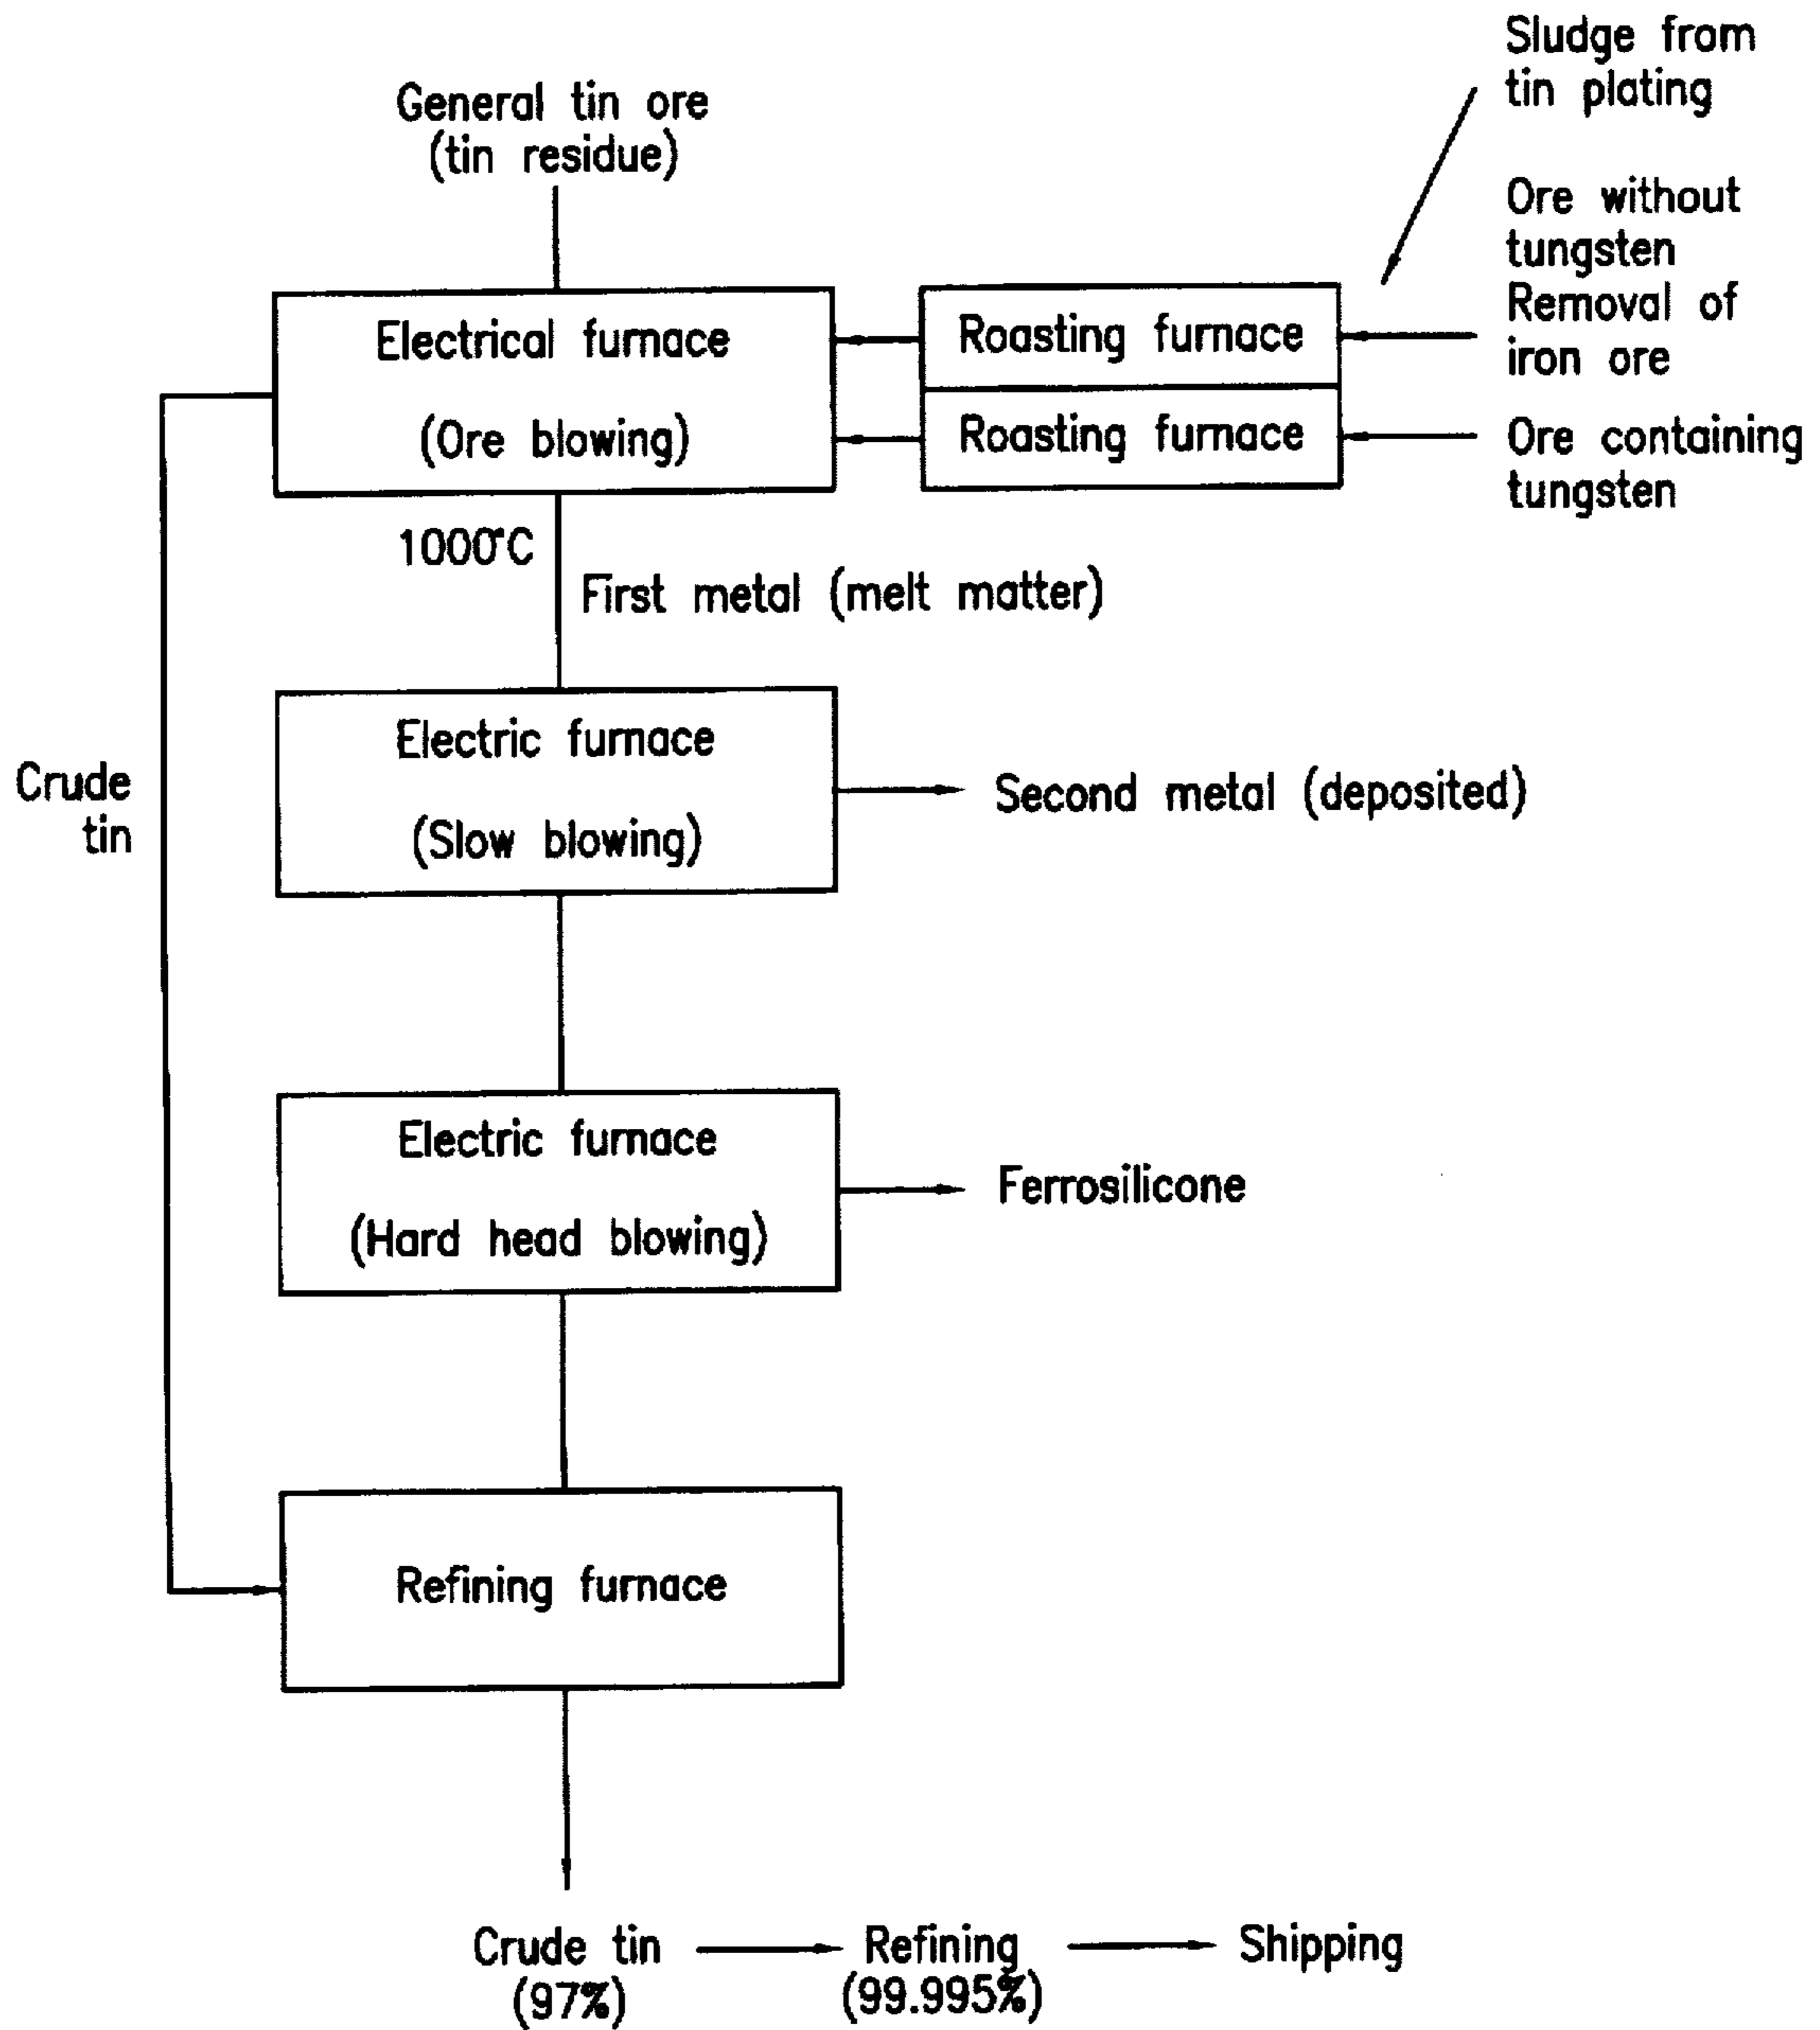 Sludge from
tin plating
General tin ore
(tin residue)
Ore without
tungsten
Removal of
iron ore
Electrical furnace
(Ore blowing)
Roasting furnace
Roasting furnace
Ore containing
tungsten
1000°C
First metal (melt matter)
Electric furnace
(Slow blowing)
Crude
tin
Second metal (deposited)
Electric furnace
(Hard head blowing)
Ferrosilicone
Refining furnace
Crude tin
(97%)
Refining
(99.995%)
Shipping